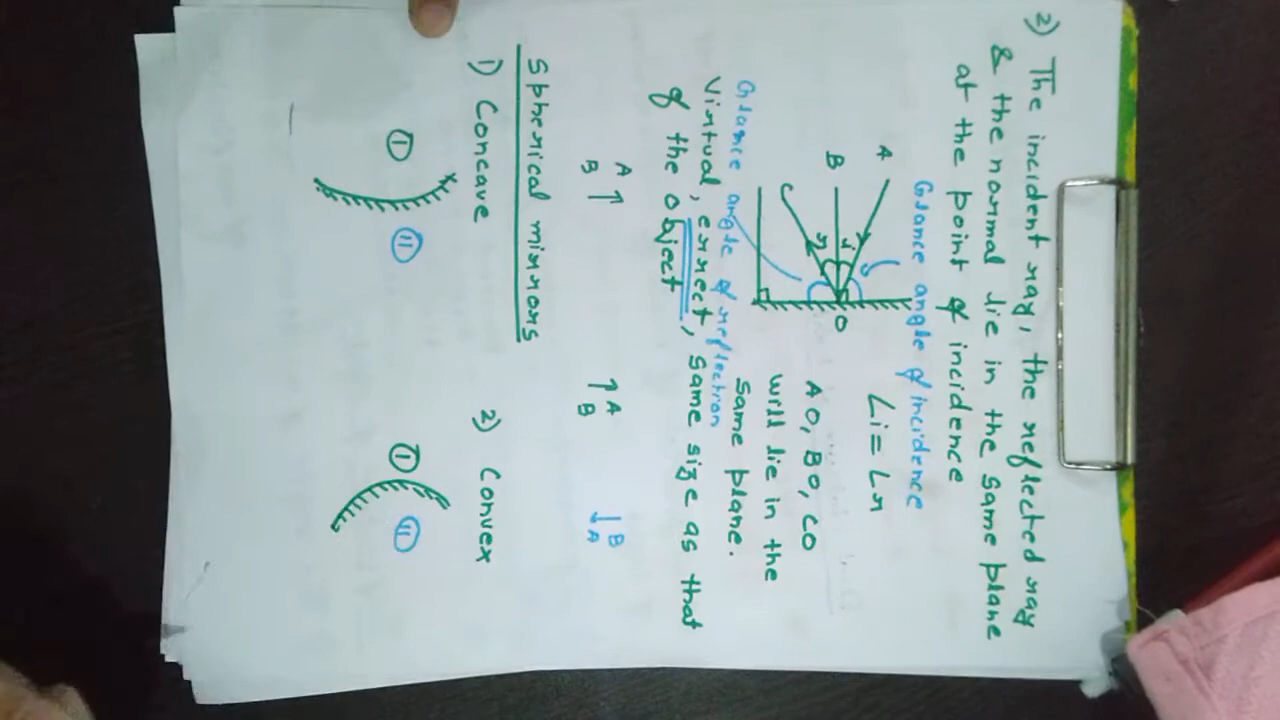 2) The incident ray, the reflected ray
& the normal lie in the same plane
at the point of incidence
Glance angle of incidence
A
B
C
i
r
O
∠i = ∠r
AO, BO, CO
will lie in the
same plane.
Glance angle of reflection
Virtual, errect, same size as that
of the object
A ↑ ↑ A B
B B ↓ A
Spherical mirrors
1) Concave 2) Convex
I II I II